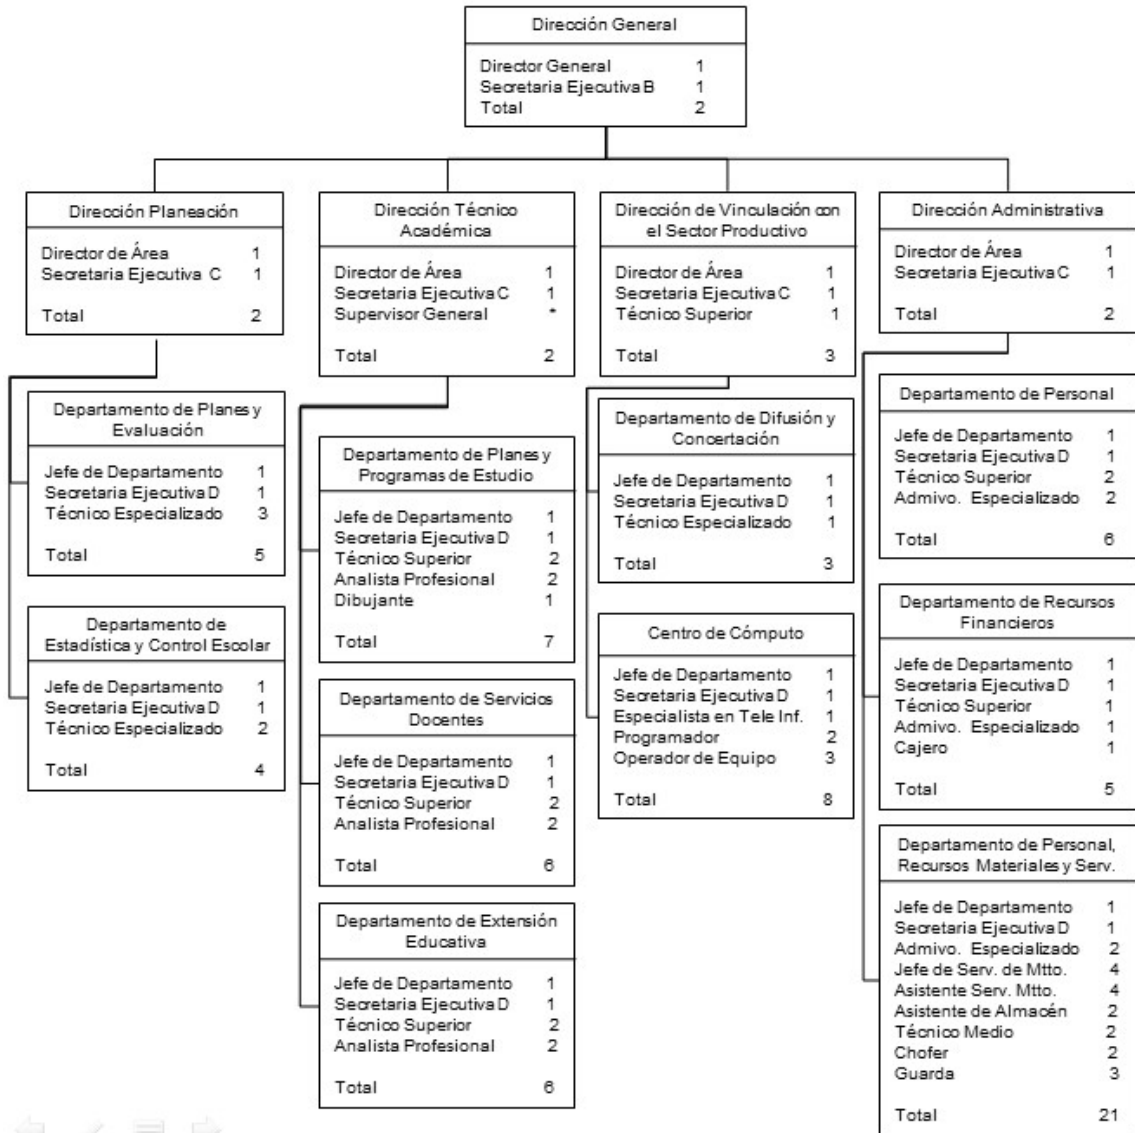 Dirección General
Director General 1
Secretaria Ejecutiva B 1
Total 2
Dirección Planeación
Director de Área 1
Secretaria Ejecutiva C 1
Total 2
Departamento de Planes y
Evaluación
Jefe de Departamento 1
Secretaria Ejecutiva D 1
Técnico Especializado 3
Total 5
Departamento de
Estadística y Control Escolar
Jefe de Departamento 1
Secretaria Ejecutiva D 1
Técnico Especializado 2
Total 4
Dirección Técnico
Académica
Director de Área 1
Secretaria Ejecutiva C 1
Supervisor General *
Total 2
Departamento de Planes y
Programas de Estudio
Jefe de Departamento 1
Secretaria Ejecutiva D 1
Técnico Superior 2
Analista Profesional 2
Dibujante 1
Total 7
Departamento de Servicios
Docentes
Jefe de Departamento 1
Secretaria Ejecutiva D 1
Técnico Superior 2
Analista Profesional 2
Total 6
Departamento de Extensión
Educativa
Jefe de Departamento 1
Secretaria Ejecutiva D 1
Técnico Superior 2
Analista Profesional 2
Total 6
Dirección de Vinculación con
el Sector Productivo
Director de Área 1
Secretaria Ejecutiva C 1
Técnico Superior 1
Total 3
Departamento de Difusión y
Concertación
Jefe de Departamento 1
Secretaria Ejecutiva D 1
Técnico Especializado 1
Total 3
Centro de Cómputo
Jefe de Departamento 1
Secretaria Ejecutiva D 1
Especialista en Tele Inf. 1
Programador 2
Operador de Equipo 3
Total 8
Dirección Administrativa
Director de Área 1
Secretaria Ejecutiva C 1
Total 2
Departamento de Personal
Jefe de Departamento 1
Secretaria Ejecutiva D 1
Técnico Superior 2
Admivo. Especializado 2
Total 6
Departamento de Recursos
Financieros
Jefe de Departamento 1
Secretaria Ejecutiva D 1
Técnico Superior 1
Admivo. Especializado 1
Cajero 1
Total 5
Departamento de Personal,
Recursos Materiales y Serv.
Jefe de Departamento 1
Secretaria Ejecutiva D 1
Admivo. Especializado 2
Jefe de Serv. de Mtto. 4
Asistente Serv. Mtto. 4
Asistente de Almacén 2
Técnico Medio 2
Chofer 2
Guarda 3
Total 21